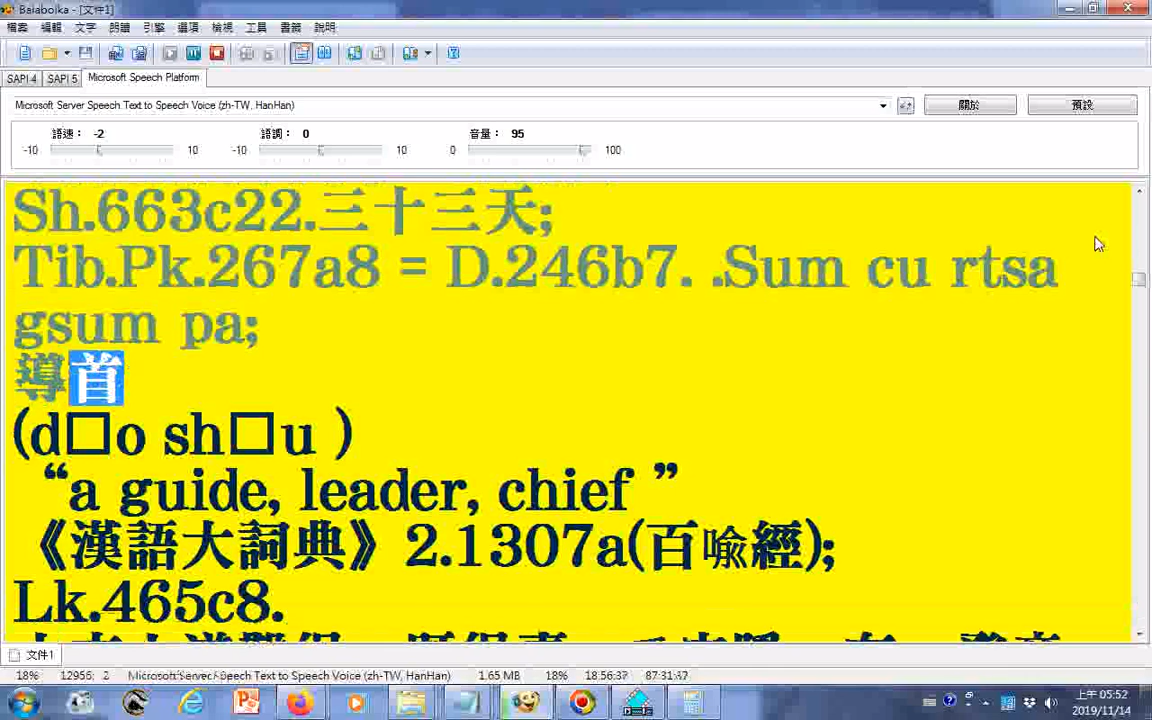 Balabolka - [文件1]
檔案 編輯 文字 朗讀 引擎 選項 檢視 工具 書籤 說明
SAPI 4 SAPI 5 Microsoft Speech Platform
Microsoft Server Speech Text to Speech Voice (zh-TW, HanHan) 關於 預設
語速： -2 語調： 0 音量： 95
-10 10 -10 10 0 100
Sh.663c22.三十三天;
Tib.Pk.267a8 = D.246b7. .Sum cu rtsa
gsum pa;
導首
(d□o sh□u )
“a guide, leader, chief ”
《漢語大詞典》2.1307a(百喻經);
Lk.465c8.
文件1
18% 12956: 2 Microsoft Server Speech Text to Speech Voice (zh-TW, HanHan) 1.65 MB 18% 18:56:37 87:31:37
上午 05:52
2019/11/14